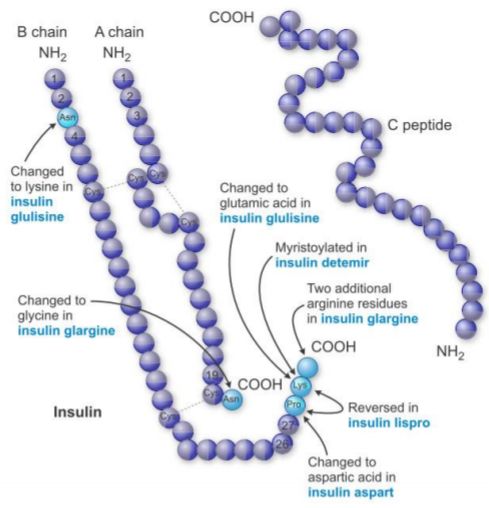 B chain
NH2
A chain
NH2
COOH
C peptide
NH2
1
2
Asn
4
1
2
3
Cys
Cys
Cys
Cys
Changed
to lysine in
insulin
glulisine
Changed to
glutamic acid in
insulin glulisine
Myristoylated in
insulin detemir
Two additional
arginine residues
in insulin glargine
COOH
Changed to
glycine in
insulin glargine
19
Cys
Asn
COOH
Lys
Pro
27
26
Cys
Insulin
Reversed in
insulin lispro
Changed to
aspartic acid in
insulin aspart